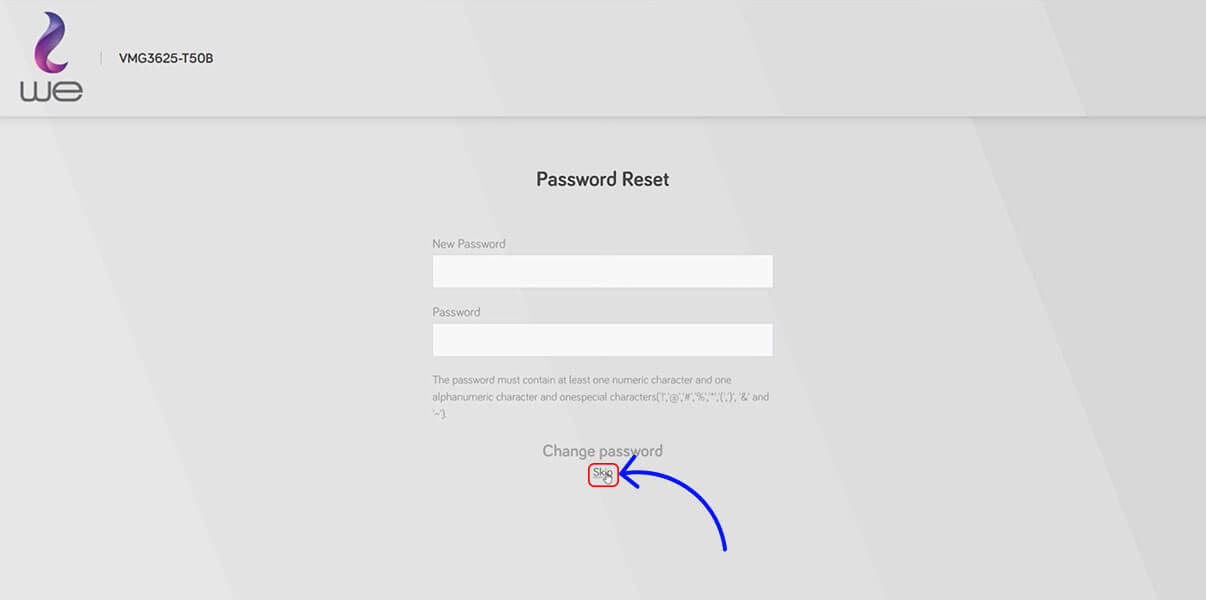 we
VMG3625-T50B
Password Reset
New Password
Password
The password must contain at least one numeric character and one
alphanumeric character and onespecial characters('!','@','#','%','*','(',')', '&' and
'~').
Change password
Skip